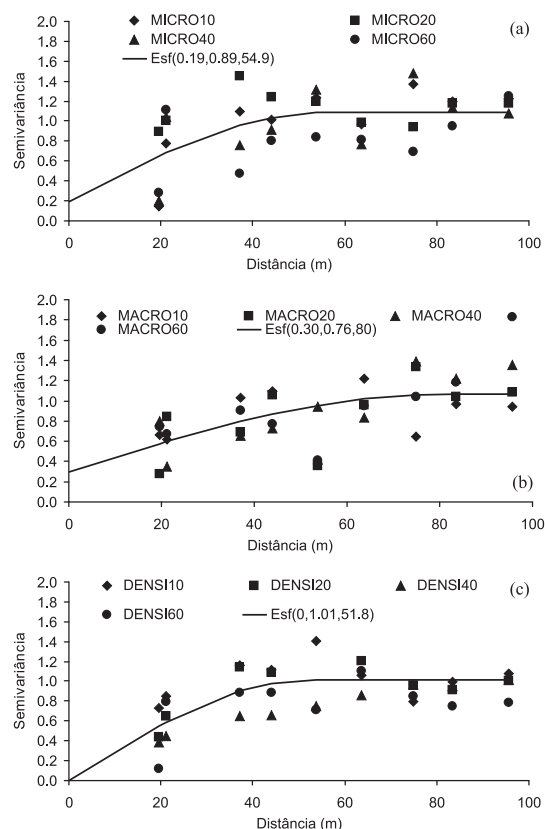 MICRO10 MICRO20 (a)
MICRO40 MICRO60
Esf(0.19,0.89,54.9)
Semivariância
2.0
1.8
1.6
1.4
1.2
1.0
0.8
0.6
0.4
0.2
0.0
0 20 40 60 80 100
Distância (m)
MACRO10 MACRO20 MACRO40
MACRO60 Esf(0.30,0.76,80)
Semivariância
2.0
1.8
1.6
1.4
1.2
1.0
0.8
0.6
0.4
0.2
0.0
(b)
0 20 40 60 80 100
Distância (m)
DENSI10 DENSI20 DENSI40 (c)
DENSI60 Esf(0,1.01,51.8)
Semivariância
2.0
1.8
1.6
1.4
1.2
1.0
0.8
0.6
0.4
0.2
0.0
0 20 40 60 80 100
Distância (m)